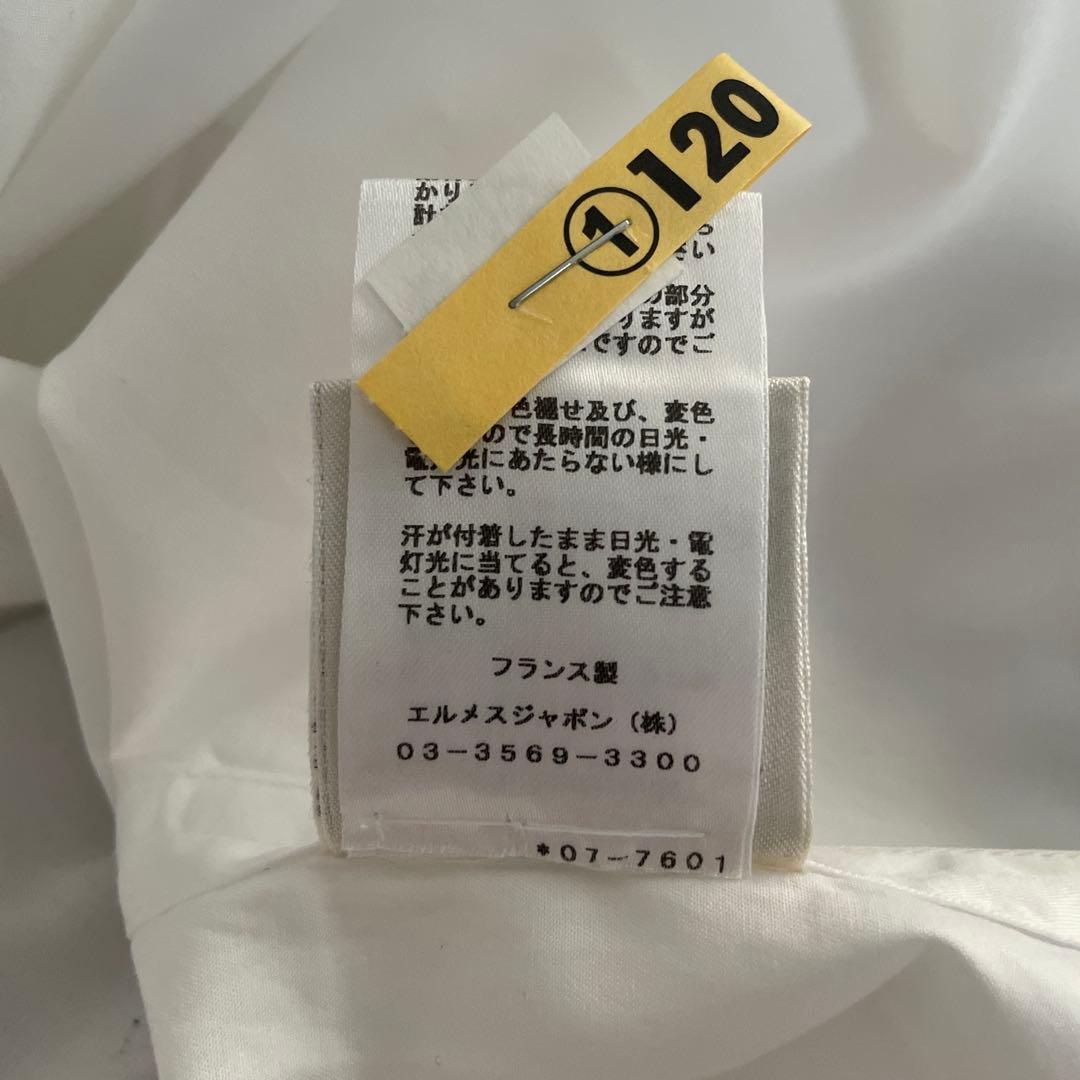 ①120
かり
計
さい
の部分
りますが
ですのでご
色褪せ及び、変色
ので長時間の日光・
電灯光にあたらない様にし
て下さい。
汗が付着したまま日光・電
灯光に当てると、変色する
ことがありますのでご注意
下さい。
フランス製
エルメスジャポン（株）
03-3569-3300
*07-7601